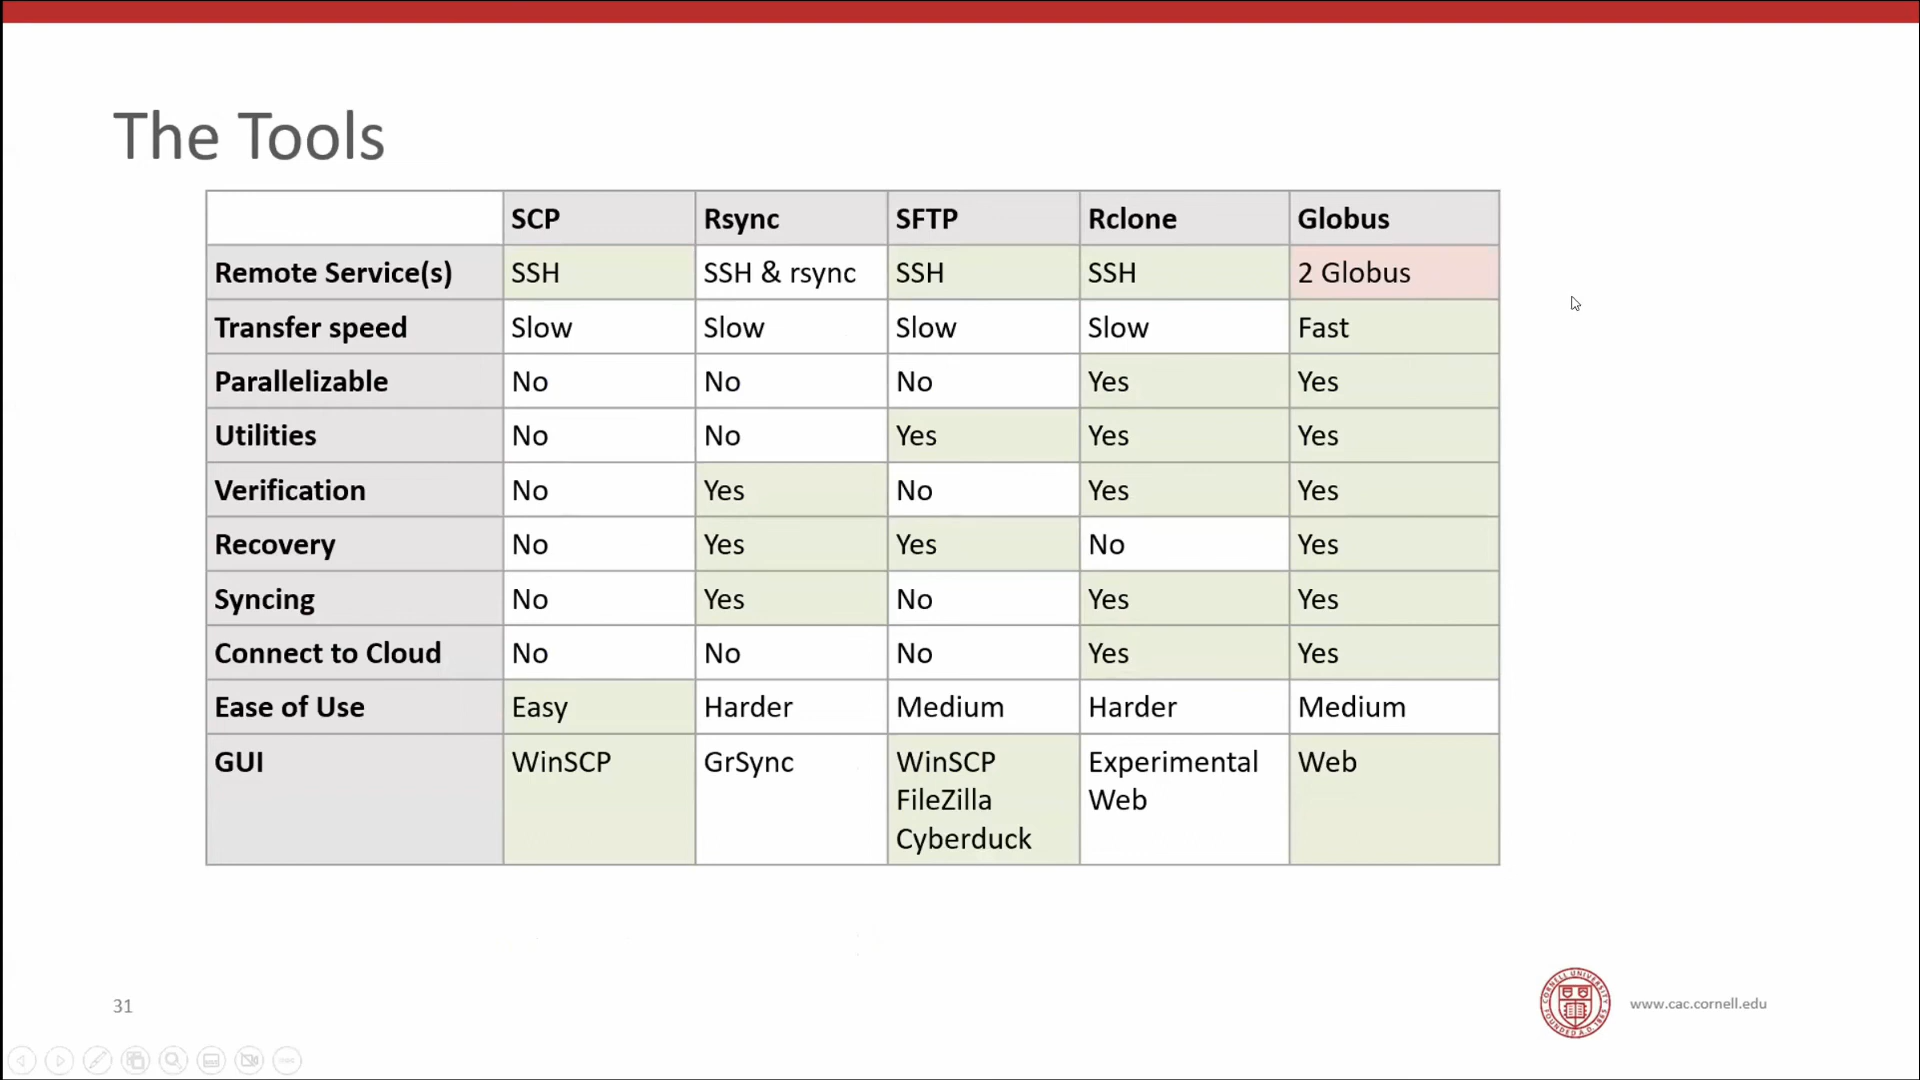 The Tools
SCP Rsync SFTP Rclone Globus
Remote Service(s) SSH SSH & rsync SSH SSH 2 Globus
Transfer speed Slow Slow Slow Slow Fast
Parallelizable No No No Yes Yes
Utilities No No Yes Yes Yes
Verification No Yes No Yes Yes
Recovery No Yes Yes No Yes
Syncing No Yes No Yes Yes
Connect to Cloud No No No Yes Yes
Ease of Use Easy Harder Medium Harder Medium
GUI WinSCP GrSync WinSCP Experimental Web
FileZilla Web
Cyberduck
31
CORNELL UNIVERSITY
FOUNDED A.D. 1865
www.cac.cornell.edu